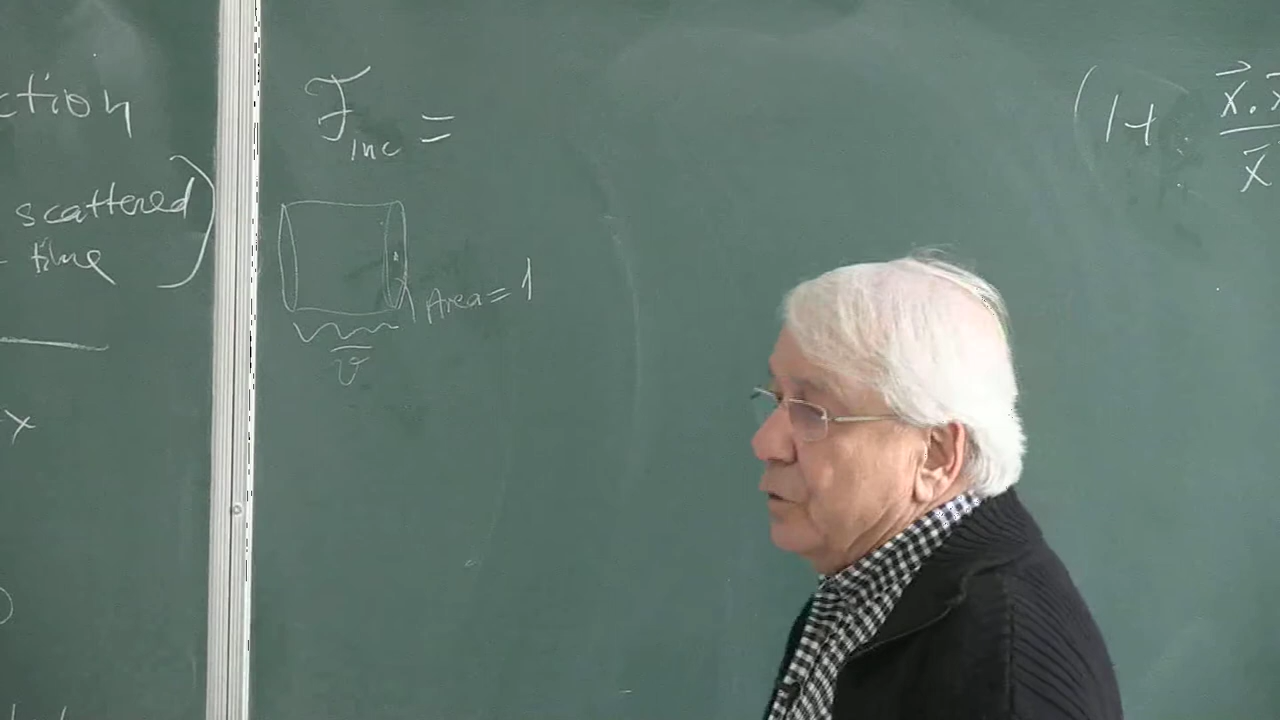 ction
scattered)
time
x
F_inc =
Area = 1
v
(1+ x⃗.x⃗
x⃗